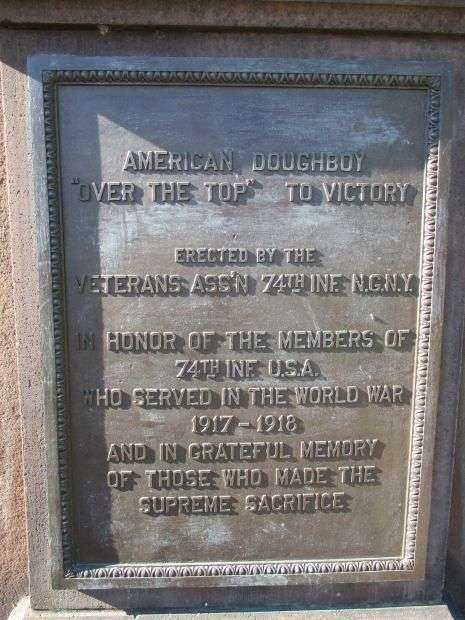 AMERICAN DOUGHBOY
"OVER THE TOP" TO VICTORY
ERECTED BY THE
VETERANS ASS'N 74TH INF. N.G.N.Y.
IN HONOR OF THE MEMBERS OF
74TH INF. U.S.A.
WHO SERVED IN THE WORLD WAR
1917-1918
AND IN GRATEFUL MEMORY
OF THOSE WHO MADE THE
SUPREME SACRIFICE